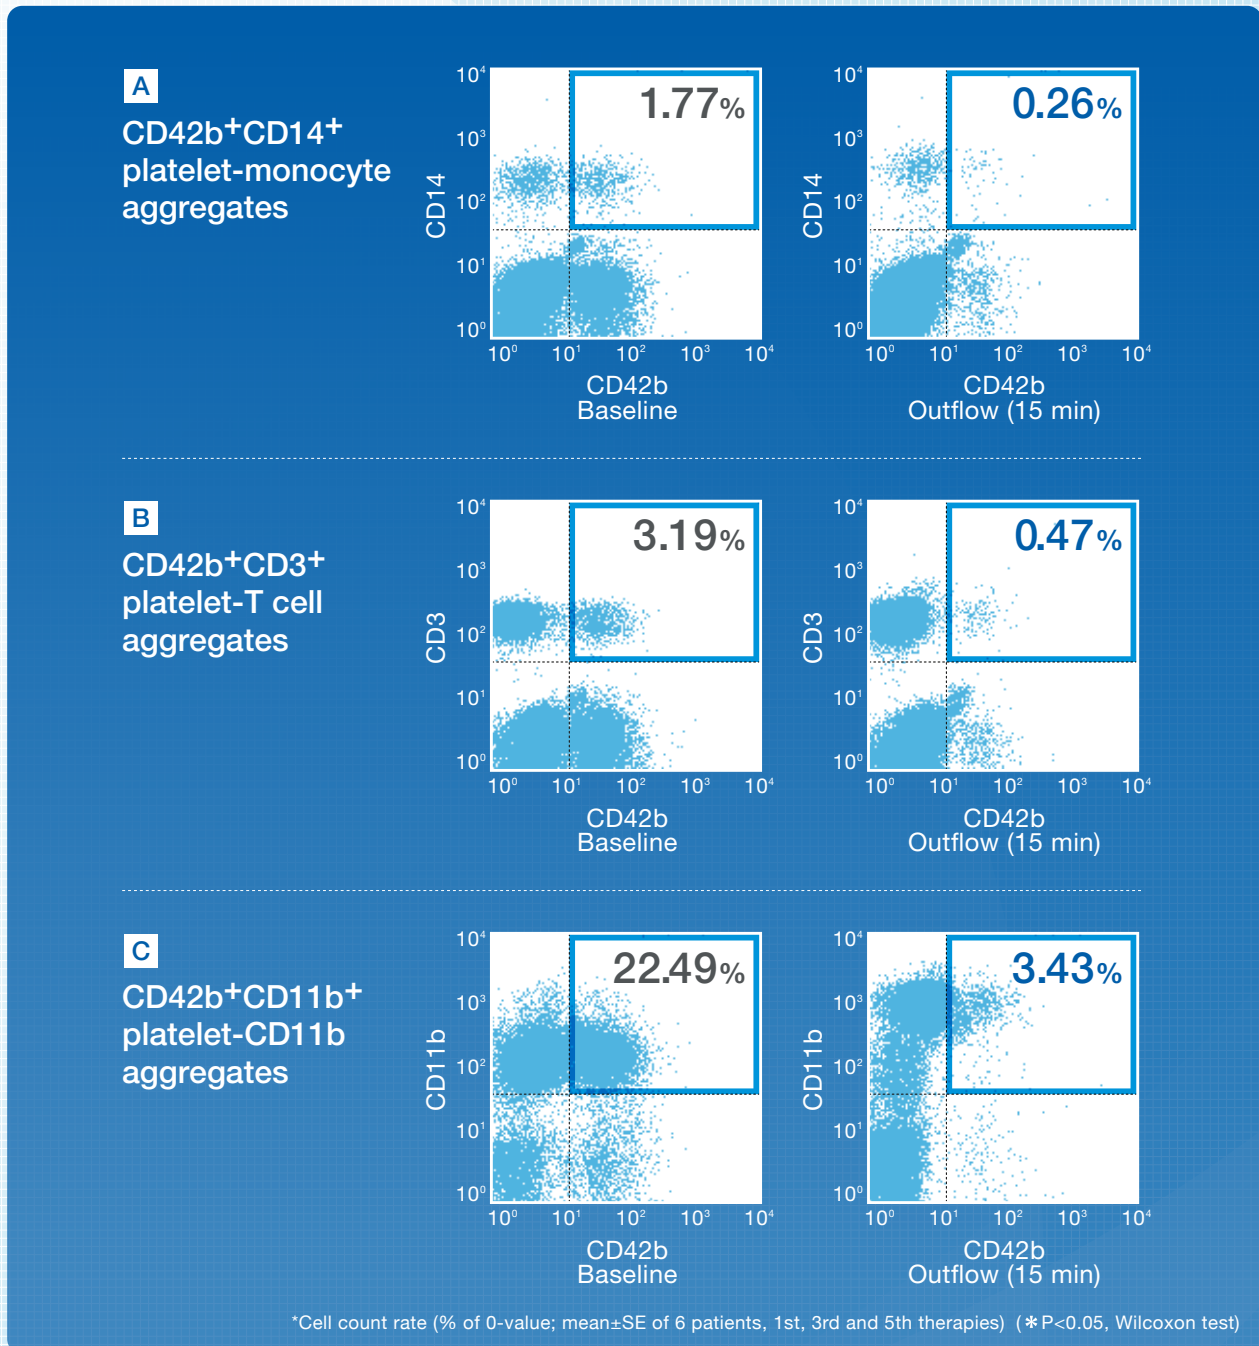 A
CD42b⁺CD14⁺
platelet-monocyte
aggregates
10⁴
10³
10²
10¹
10⁰
CD14
1.77%
10⁰ 10¹ 10² 10³ 10⁴
CD42b
Baseline
10⁴
10³
10²
10¹
10⁰
CD14
0.26%
10⁰ 10¹ 10² 10³ 10⁴
CD42b
Outflow (15 min)
B
CD42b⁺CD3⁺
platelet-T cell
aggregates
10⁴
10³
10²
10¹
10⁰
CD3
3.19%
10⁰ 10¹ 10² 10³ 10⁴
CD42b
Baseline
10⁴
10³
10²
10¹
10⁰
CD3
0.47%
10⁰ 10¹ 10² 10³ 10⁴
CD42b
Outflow (15 min)
C
CD42b⁺CD11b⁺
platelet-CD11b
aggregates
10⁴
10³
10²
10¹
10⁰
CD11b
22.49%
10⁰ 10¹ 10² 10³ 10⁴
CD42b
Baseline
10⁴
10³
10²
10¹
10⁰
CD11b
3.43%
10⁰ 10¹ 10² 10³ 10⁴
CD42b
Outflow (15 min)
*Cell count rate (% of 0-value; mean±SE of 6 patients, 1st, 3rd and 5th therapies) (*P<0.05, Wilcoxon test)